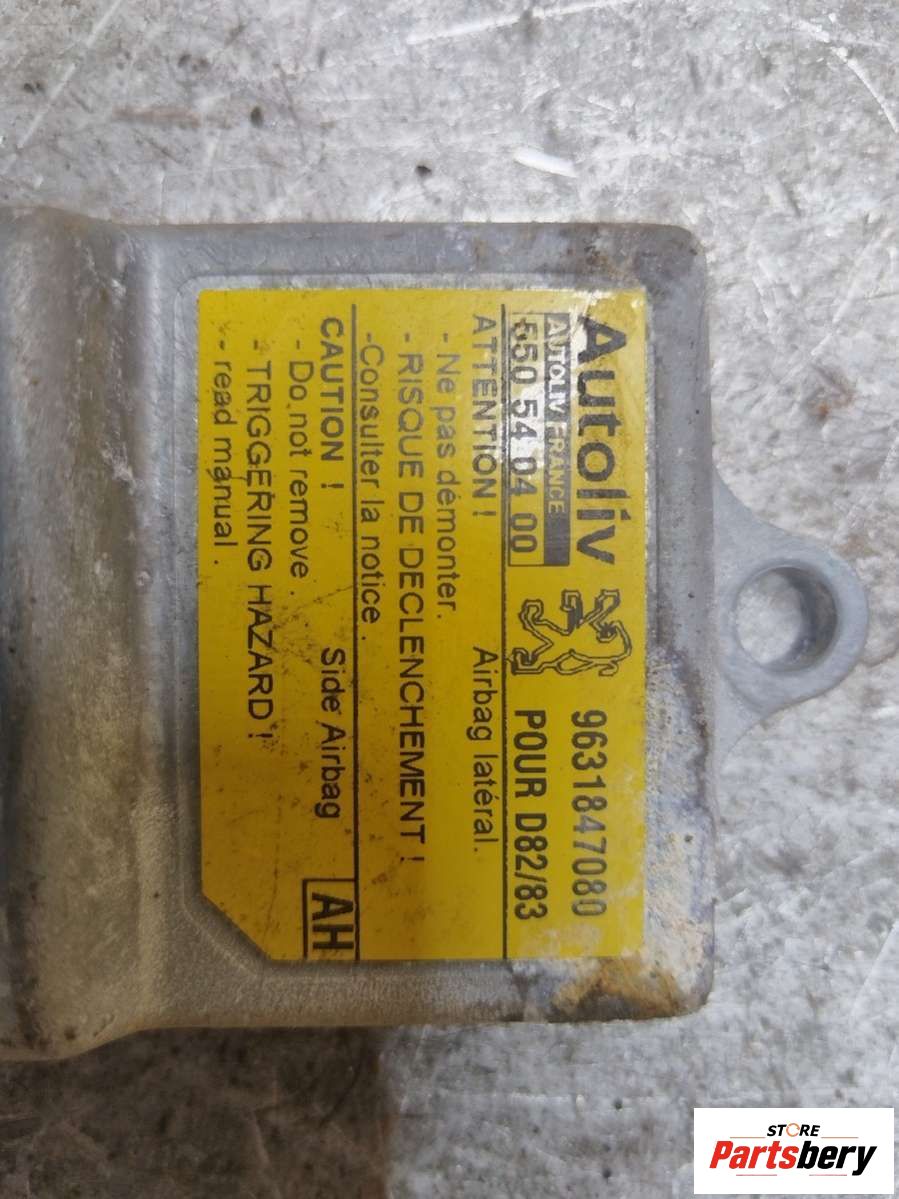 Autoliv
AUTOLIV FRANCE
550 54 04 00
9631847080
POUR D82/83
ATTENTION ! Airbag latéral.
- Ne pas démonter.
- RISQUE DE DECLENCHEMENT !
-Consulter la notice .
CAUTION ! Side Airbag
- Do not remove .
- TRIGGERING HAZARD !
- read manual .
AH
STORE
Partsbery